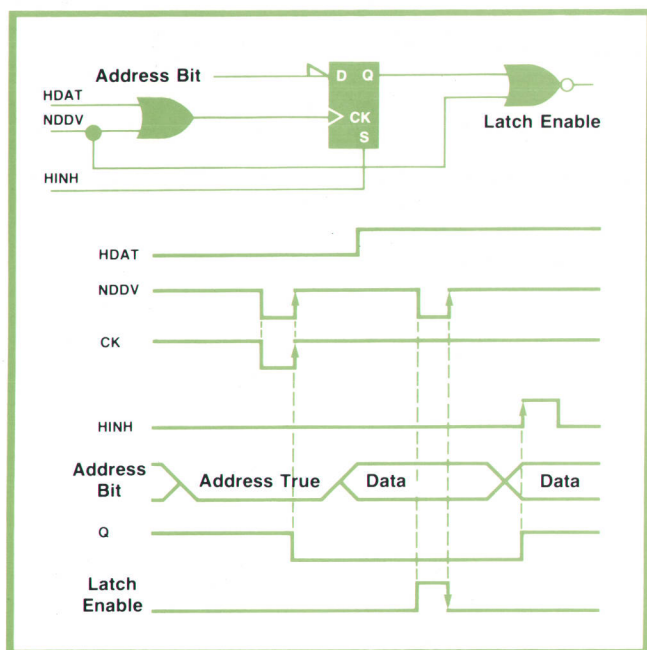 Address Bit
HDAT
NDDV
HINH
D Q
CK
S
Latch Enable
HDAT
NDDV
CK
HINH
Address
Bit
Address True
Data
Data
Q
Latch
Enable